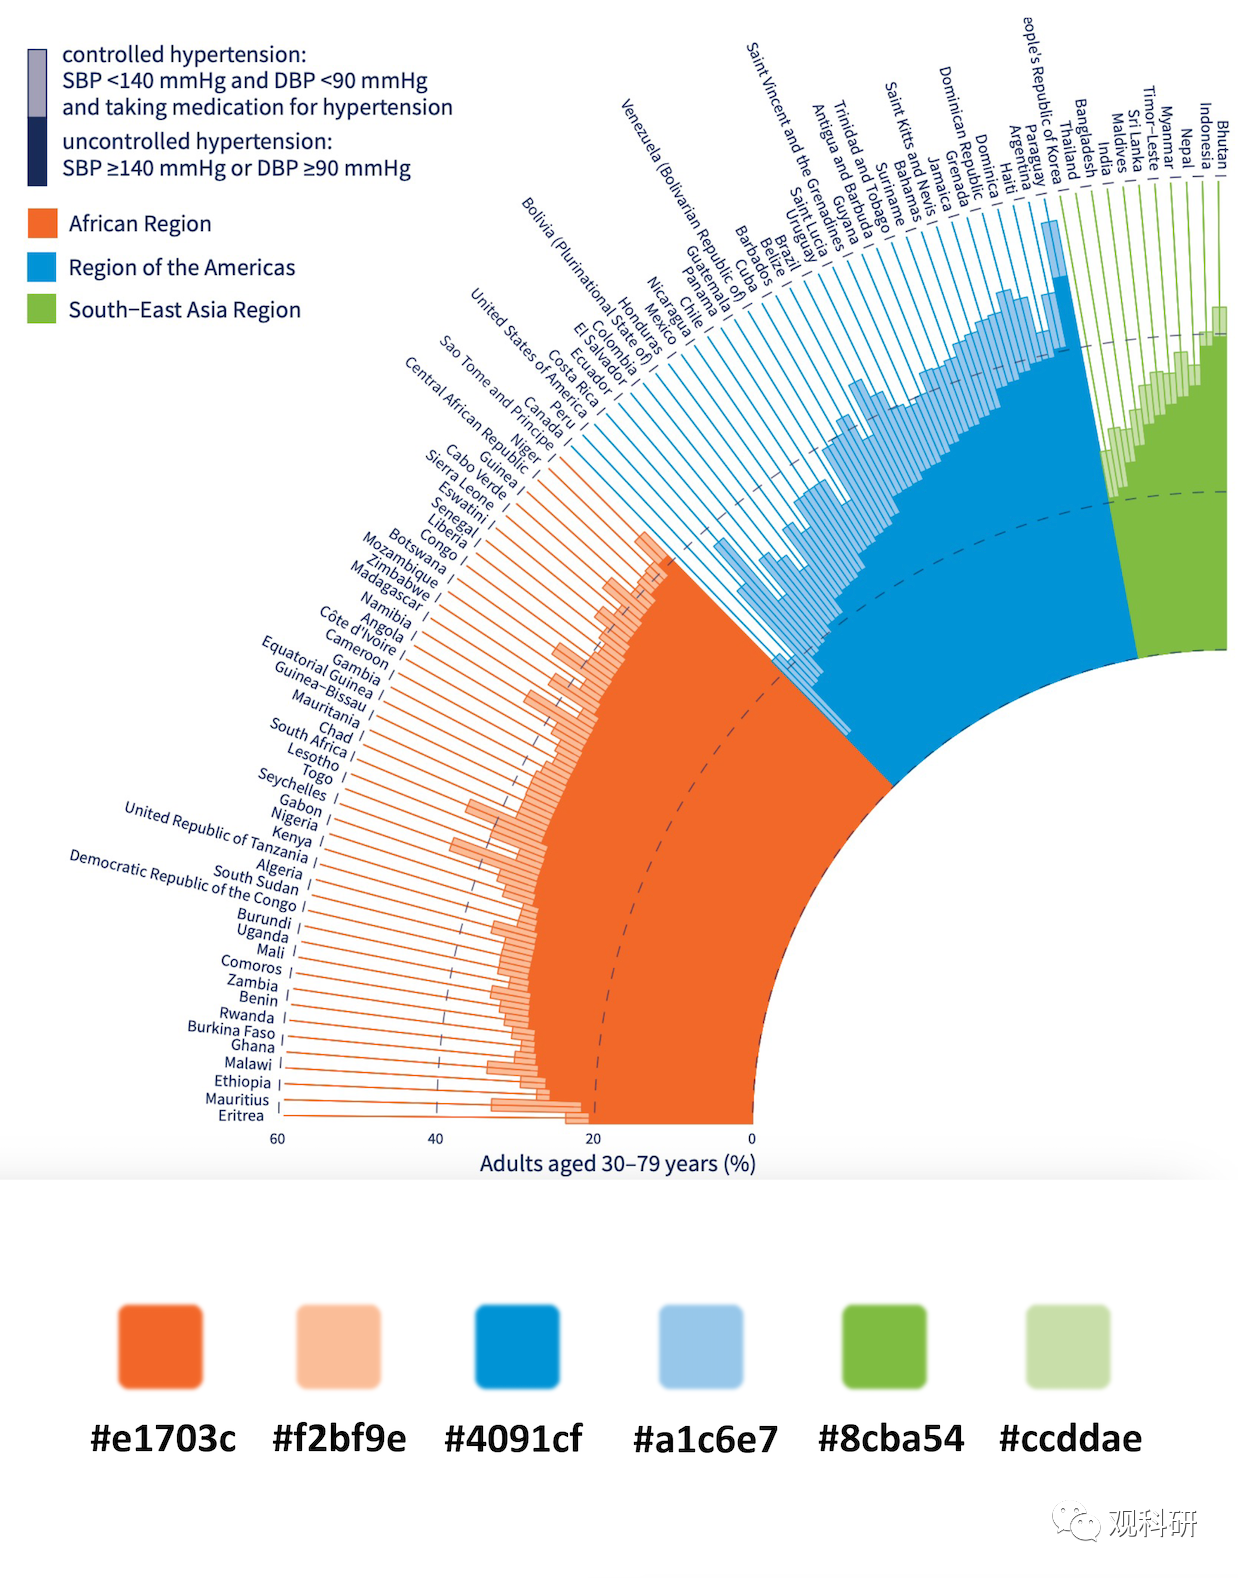 controlled hypertension:
SBP <140 mmHg and DBP <90 mmHg
and taking medication for hypertension
uncontrolled hypertension:
SBP ≥140 mmHg or DBP ≥90 mmHg
African Region
Region of the Americas
South–East Asia Region
Bhutan
Indonesia
Nepal
Myanmar
Timor–Leste
Sri Lanka
Maldives
India
Bangladesh
Thailand
eople's Republic of Korea
Paraguay
Argentina
Haiti
Dominica
Dominican Republic
Grenada
Jamaica
Saint Kitts and Nevis
Bahamas
Suriname
Trinidad and Tobago
Antigua and Barbuda
Guyana
Saint Vincent and the Grenadines
Saint Lucia
Uruguay
Brazil
Belize
Barbados
Cuba
Venezuela (Bolivarian Republic of)
Guatemala
Panama
Chile
Nicaragua
Mexico
Honduras
Bolivia (Plurinational State of)
Colombia
El Salvador
Ecuador
Costa Rica
United States of America
Peru
Canada
Sao Tome and Principe
Niger
Central African Republic
Guinea
Cabo Verde
Sierra Leone
Eswatini
Senegal
Liberia
Congo
Botswana
Mozambique
Zimbabwe
Madagascar
Namibia
Angola
Côte d'Ivoire
Cameroon
Gambia
Equatorial Guinea
Guinea–Bissau
Mauritania
Chad
South Africa
Lesotho
Togo
Seychelles
Gabon
Nigeria
Kenya
United Republic of Tanzania
Algeria
South Sudan
Democratic Republic of the Congo
Burundi
Uganda
Mali
Comoros
Zambia
Benin
Rwanda
Burkina Faso
Ghana
Malawi
Ethiopia
Mauritius
Eritrea
60 40 20 0
Adults aged 30–79 years (%)
#e1703c #f2bf9e #4091cf #a1c6e7 #8cba54 #ccddae
观科研